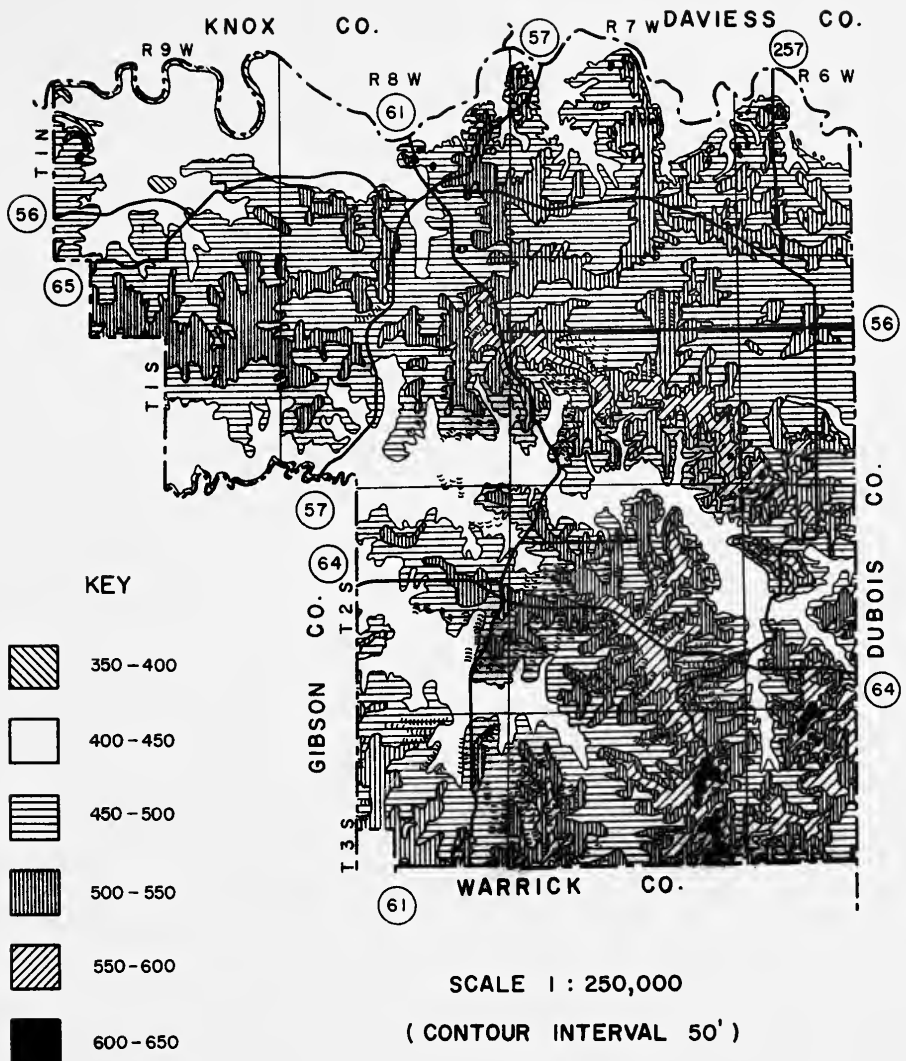 KNOX CO.
DAVIESS CO.
R 9 W
57
R 7 W
257
R 8 W
R 6 W
61
T 1 N
56
65
56
T 1 S
57
DUBOIS CO.
64
GIBSON CO.
T 2 S
64
T 3 S
WARRICK CO.
61
KEY
350-400
400-450
450-500
500-550
550-600
600-650
SCALE 1 : 250,000
( CONTOUR INTERVAL 50' )